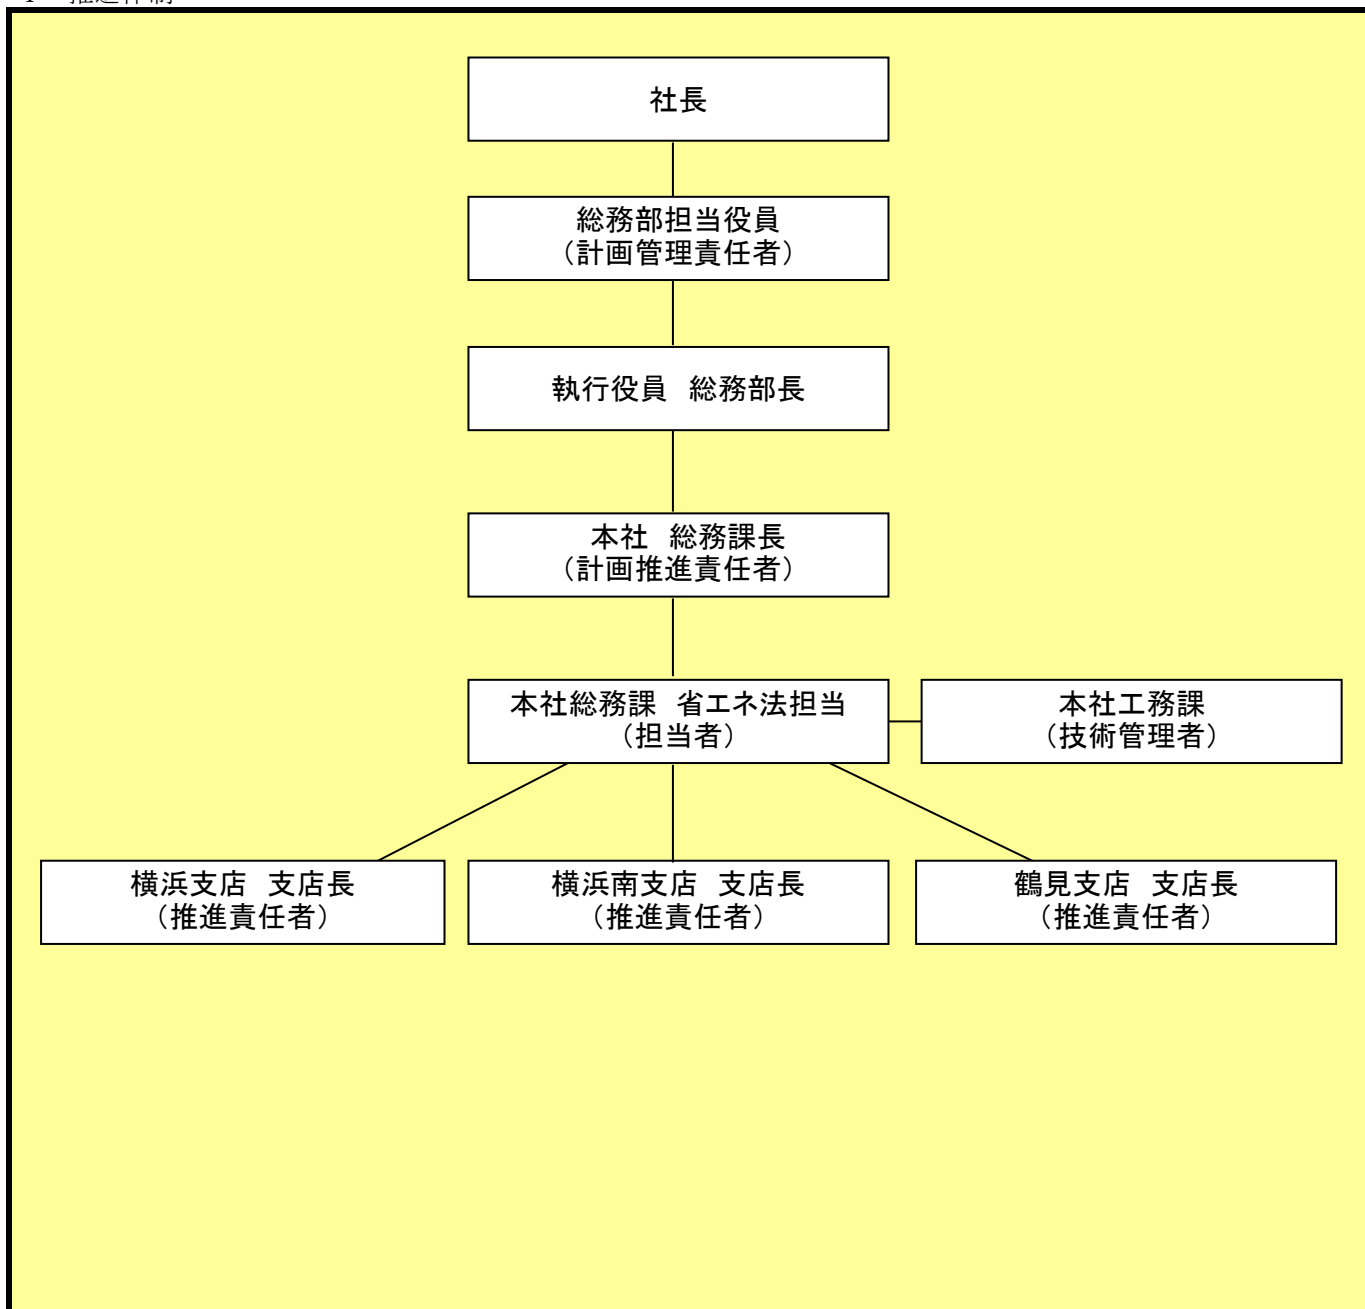 社長
総務部担当役員
（計画管理責任者）
執行役員　総務部長
本社　総務課長
（計画推進責任者）
本社総務課　省エネ法担当
（担当者）
本社工務課
（技術管理者）
横浜支店　支店長
（推進責任者）
横浜南支店　支店長
（推進責任者）
鶴見支店　支店長
（推進責任者）